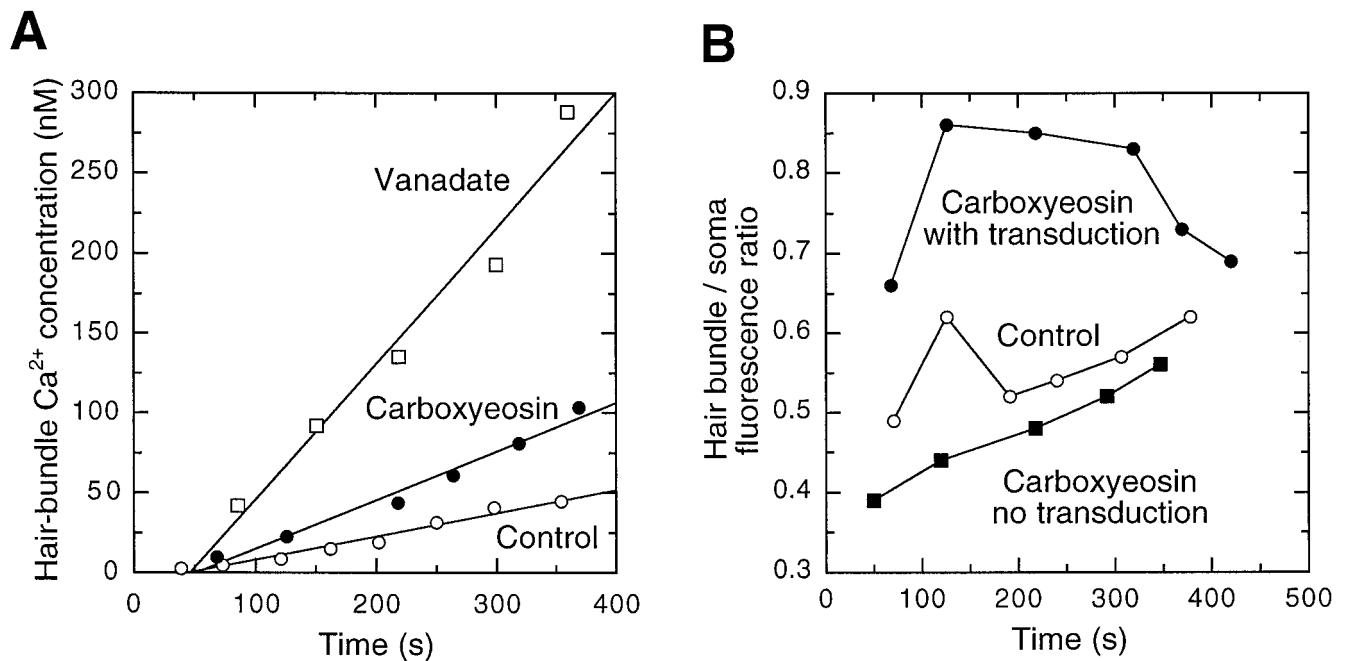 A
Hair-bundle Ca2+ concentration (nM)
300
250
200
150
100
50
0
Vanadate
Carboxyeosin
Control
0 100 200 300 400
Time (s)
B
Hair bundle / soma
fluorescence ratio
0.9
0.8
0.7
0.6
0.5
0.4
0.3
Carboxyeosin
with transduction
Control
Carboxyeosin
no transduction
0 100 200 300 400 500
Time (s)